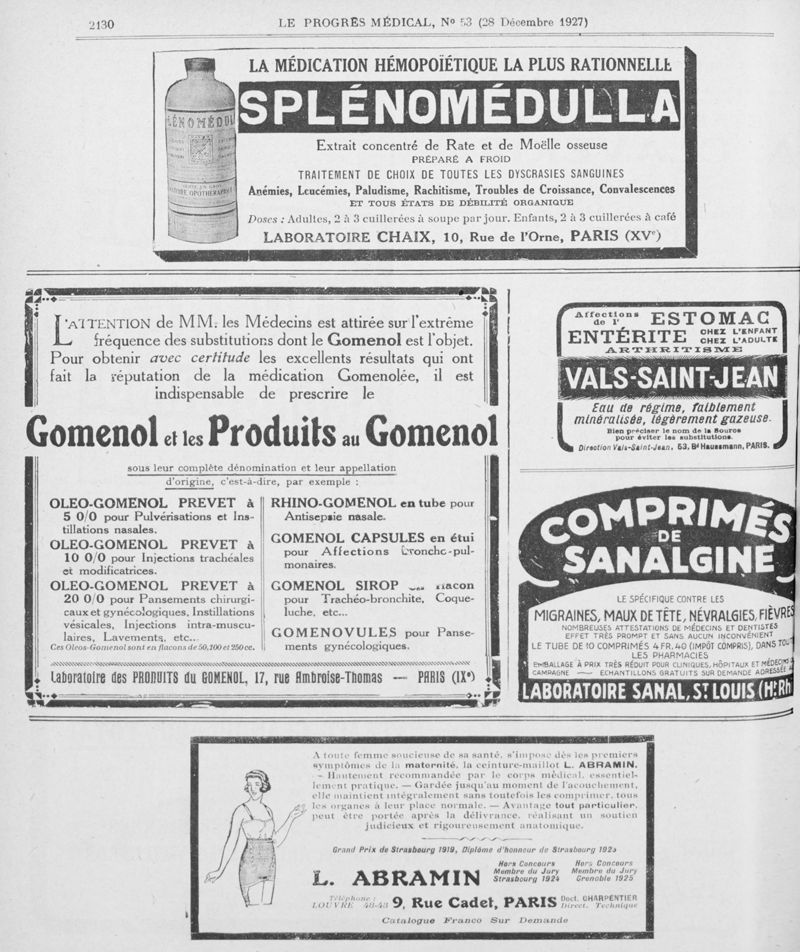 2130
LE PROGRÈS MÉDICAL, No 53 (28 Décembre 1927)
LA MÉDICATION HÉMOPOÏÉTIQUE LA PLUS RATIONNELLE
SPLÉNOMÉDULLA
Extrait concentré de Rate et de Moëlle osseuse
PRÉPARÉ A FROID
TRAITEMENT DE CHOIX DE TOUTES LES DYSCRASIES SANGUINES
Anémies, Leucémies, Paludisme, Rachitisme, Troubles de Croissance, Convalescences
ET TOUS ÉTATS DE DÉBILITÉ ORGANIQUE
Doses : Adultes, 2 à 3 cuillerées à soupe par jour. Enfants, 2 à 3 cuillerées à café
LABORATOIRE CHAIX, 10, Rue de l'Orne, PARIS (XVe)
L'ATTENTION de MM. les Médecins est attirée sur l'extrême
fréquence des substitutions dont le Gomenol est l'objet.
Pour obtenir avec certitude les excellents résultats qui ont
fait la réputation de la médication Gomenolée, il est
indispensable de prescrire le
Gomenol et les Produits au Gomenol
sous leur complète dénomination et leur appellation
d'origine, c'est-à-dire, par exemple :
OLEO-GOMENOL PREVET à
5 0/0 pour Pulvérisations et Ins-
tillations nasales.
OLEO-GOMENOL PREVET à
10 0/0 pour Injections trachéales
et modificatrices.
OLEO-GOMENOL PREVET à
20 0/0 pour Pansements chirurgi-
caux et gynécologiques, Instillations
vésicales, Injections intra-muscu-
laires, Lavements, etc...
Ces Oleos-Gomenol sont en flacons de 50, 100 et 250 cc.
RHINO-GOMENOL en tube pour
Antisepsie nasale.
GOMENOL CAPSULES en étui
pour Affections bronche-pul-
monaires.
GOMENOL SIROP flacon
pour Trachéo-bronchite, Coque-
luche, etc...
GOMENOVULES pour Panse-
ments gynécologiques.
Laboratoire des PRODUITS du GOMENOL, 17, rue Ambroise-Thomas — PARIS (IXe)
Affections de l' ESTOMAC
ENTÉRITE CHEZ L'ENFANT CHEZ L'ADULTE
ARTHRITISME
VALS-SAINT-JEAN
Eau de régime, faiblement
minéralisée, légèrement gazeuse.
Bien préciser le nom de la Source
pour éviter les substitutions.
Direction Vals-Saint-Jean, 53, Bd Haussmann, PARIS.
COMPRIMÉS
DE
SANALGINE
LE SPÉCIFIQUE CONTRE LES
MIGRAINES, MAUX DE TÊTE, NÉVRALGIES, FIÈVRES
NOMBREUSES ATTESTATIONS DE MÉDECINS ET DENTISTES
EFFET TRÈS PROMPT ET SANS AUCUN INCONVÉNIENT
LE TUBE DE 10 COMPRIMÉS 4 FR. 40 (IMPÔT COMPRIS), DANS TOUT
LES PHARMACIES
EMBALLAGE À PRIX TRÈS RÉDUIT POUR CLINIQUES, HÔPITAUX ET MÉDECINS
CAMPAGNE — ÉCHANTILLONS GRATUITS SUR DEMANDE ADRESSÉE
LABORATOIRE SANAL, ST LOUIS (Ht Rh
A toute femme soucieuse de sa santé, s'impose dès les premiers
symptômes de la maternité, la ceinture-maillot L. ABRAMIN.
— Hautement recommandée par le corps médical, essentiel-
lement pratique. — Gardée jusqu'au moment de l'acouchement,
elle maintient intégralement sans toutefois les comprimer, tous
les organes à leur place normale. — Avantage tout particulier,
peut être portée après la délivrance, réalisant un soutien
judicieux et rigoureusement anatomique.
Grand Prix de Strasbourg 1919, Diplôme d'honneur de Strasbourg 1923
L. ABRAMIN
Hors Concours
Membre du Jury
Strasbourg 1924
Hors Concours
Membre du Jury
Grenoble 1925
Téléphone :
LOUVRE 48-43
9, Rue Cadet, PARIS
Doct. CHARPENTIER
Direct. Technique
Catalogue Franco Sur Demande